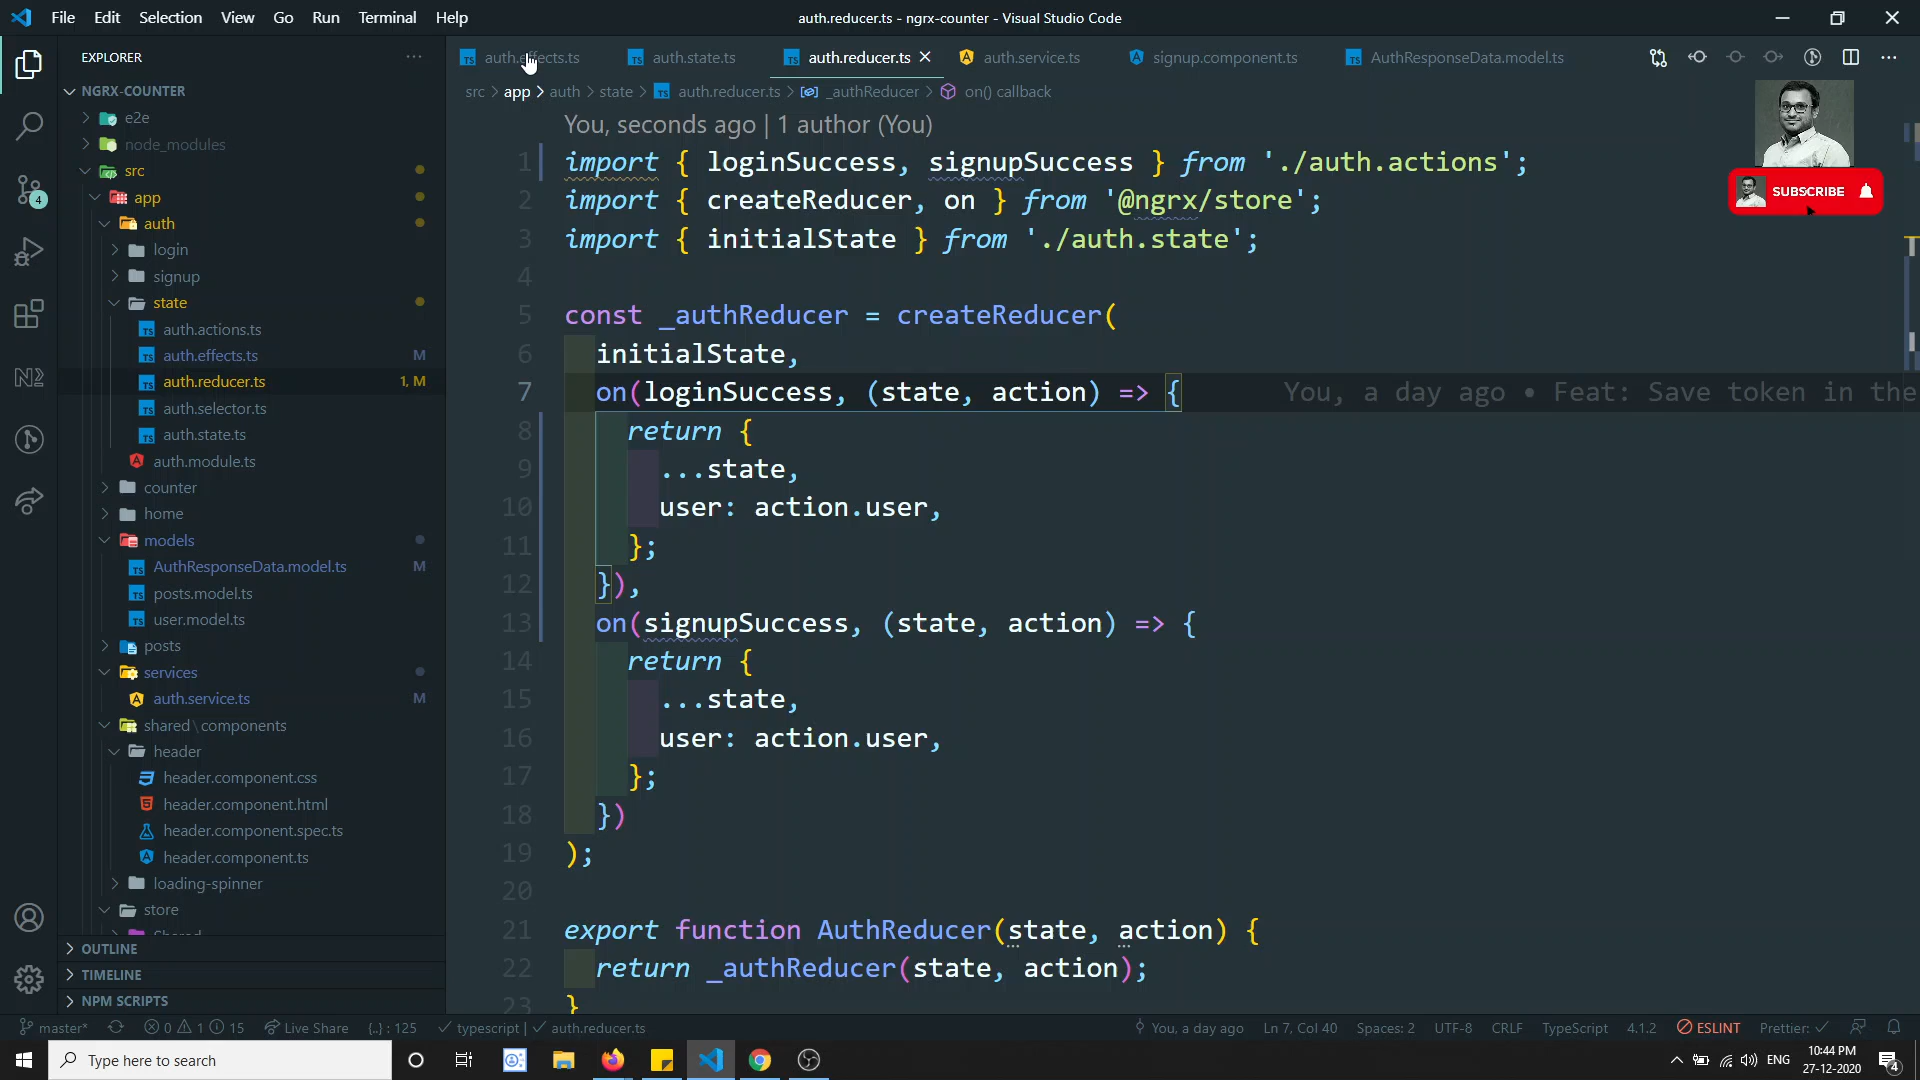 File Edit Selection View Go Run Terminal Help
auth.reducer.ts - ngrx-counter - Visual Studio Code
EXPLORER
NGRX-COUNTER
e2e
node_modules
src
app
auth
login
signup
state
auth.actions.ts
auth.effects.ts M
auth.reducer.ts 1, M
auth.selector.ts
auth.state.ts
auth.module.ts
counter
home
models
AuthResponseData.model.ts M
posts.model.ts
user.model.ts
posts
services
auth.service.ts M
shared\components
header
header.component.css
header.component.html
header.component.spec.ts
header.component.ts
loading-spinner
store
OUTLINE
TIMELINE
NPM SCRIPTS
4
auth.effects.ts auth.state.ts auth.reducer.ts auth.service.ts signup.component.ts AuthResponseData.model.ts
src > app > auth > state > auth.reducer.ts > _authReducer > on() callback
SUBSCRIBE
You, seconds ago | 1 author (You)
1 import { loginSuccess, signupSuccess } from './auth.actions';
2 import { createReducer, on } from '@ngrx/store';
3 import { initialState } from './auth.state';
4
5 const _authReducer = createReducer(
6 initialState,
7 on(loginSuccess, (state, action) => { You, a day ago • Feat: Save token in the
8 return {
9 ...state,
10 user: action.user,
11 };
12 }),
13 on(signupSuccess, (state, action) => {
14 return {
15 ...state,
16 user: action.user,
17 };
18 })
19 );
20
21 export function AuthReducer(state, action) {
22 return _authReducer(state, action);
23 }
master* 0 1 15 Live Share {..} : 125 typescript | auth.reducer.ts You, a day ago Ln 7, Col 40 Spaces: 2 UTF-8 CRLF TypeScript 4.1.2 ESLINT Prettier:
Type here to search
ENG
10:44 PM
27-12-2020
4